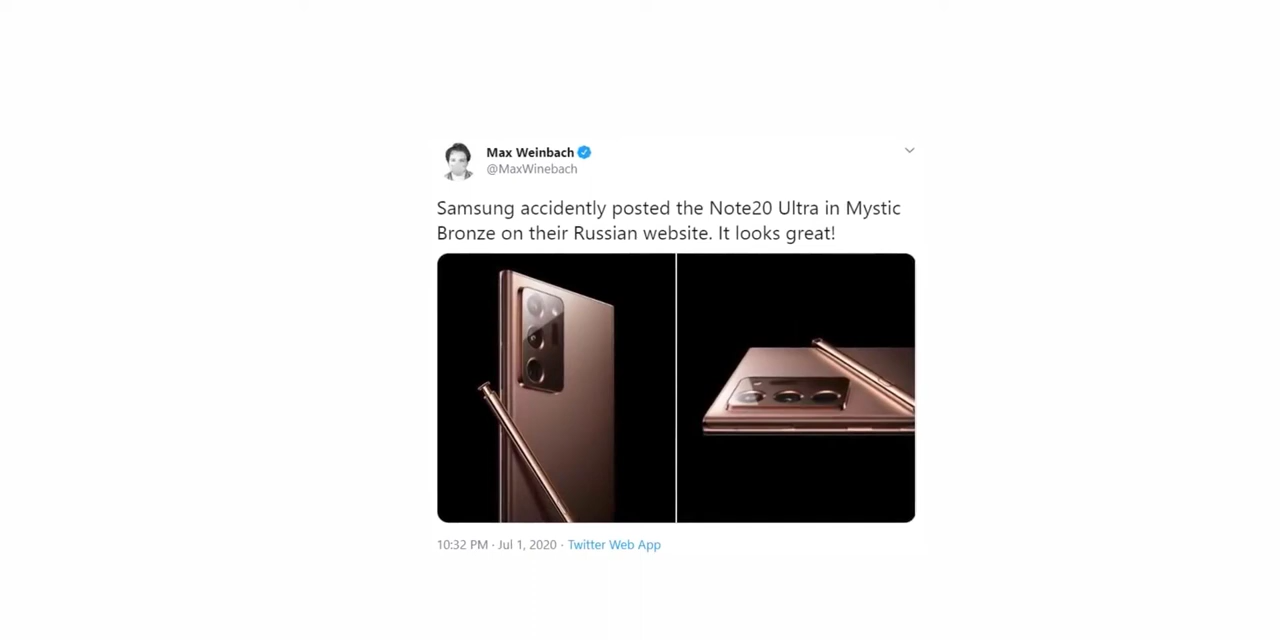 Max Weinbach
@MaxWinebach
Samsung accidently posted the Note20 Ultra in Mystic
Bronze on their Russian website. It looks great!
10:32 PM · Jul 1, 2020 · Twitter Web App